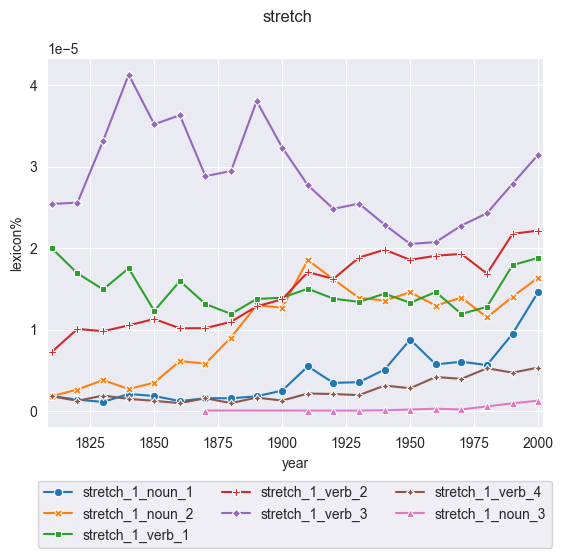 stretch
1e−5
4
3
2
1
0
lexicon%
1825 1850 1875 1900 1925 1950 1975 2000
year
stretch_1_noun_1 stretch_1_verb_2 stretch_1_verb_4
stretch_1_noun_2 stretch_1_verb_3 stretch_1_noun_3
stretch_1_verb_1